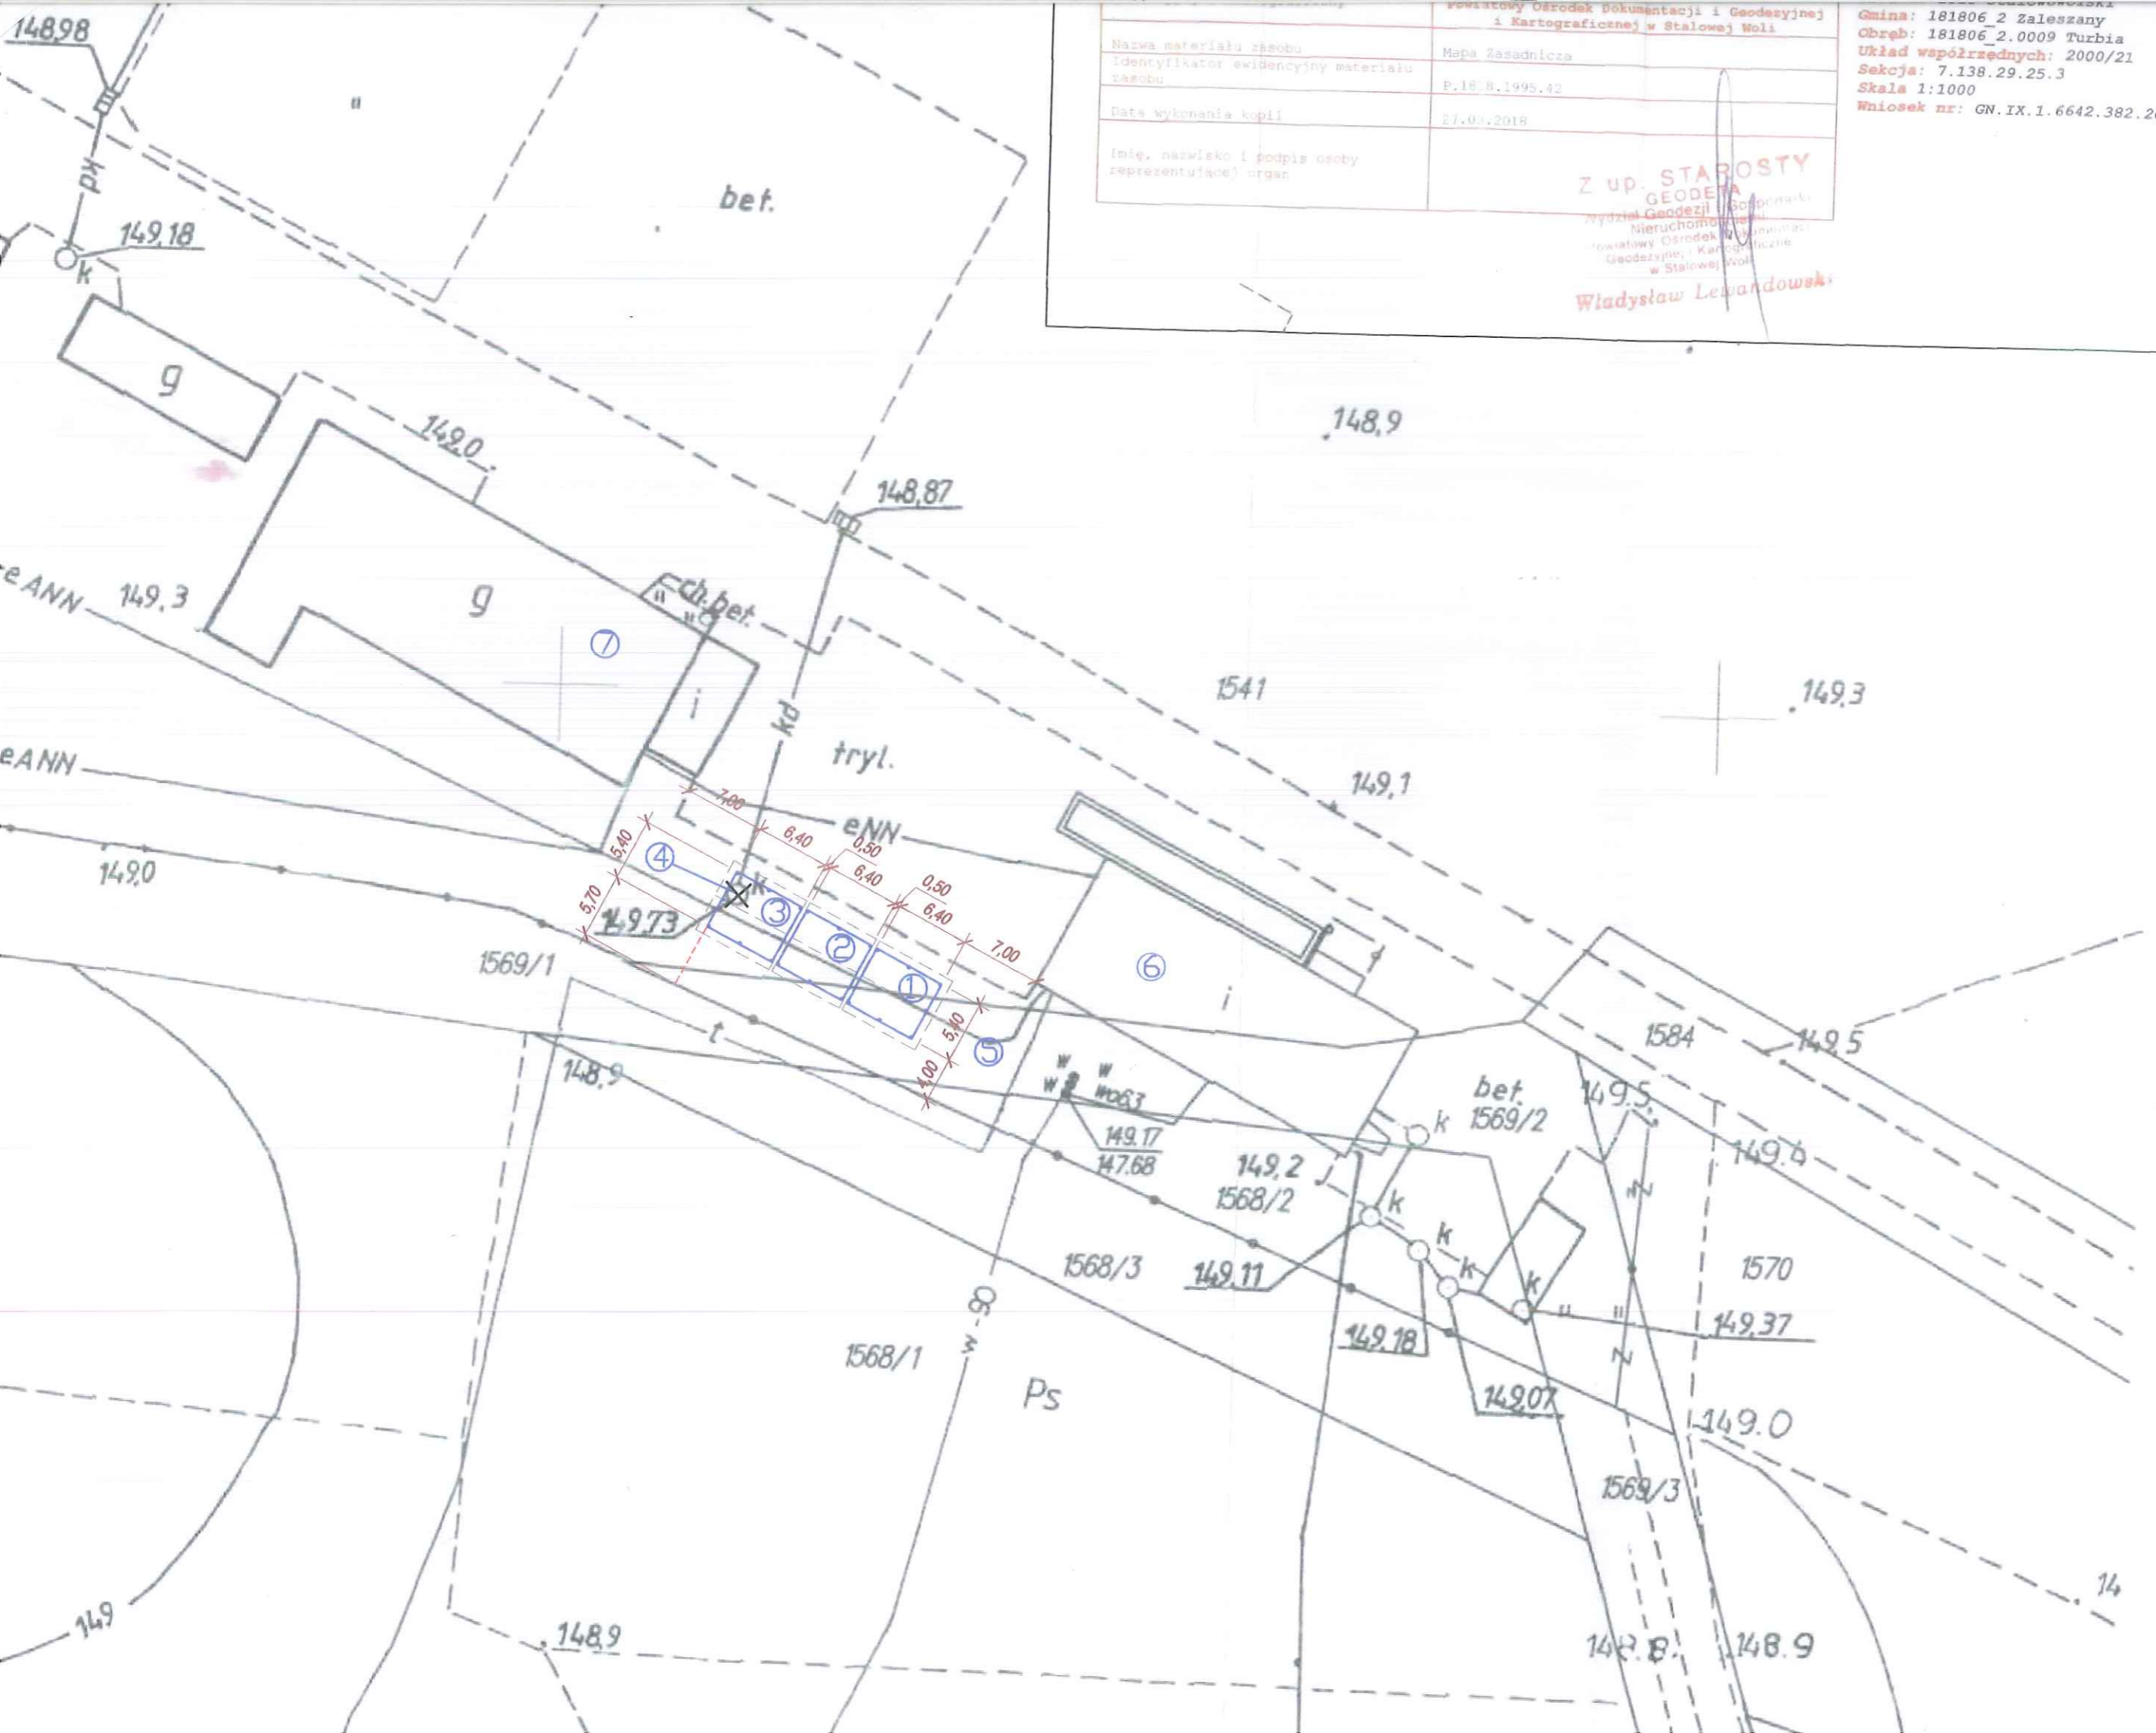 Powiatowy Ośrodek Dokumentacji i Geodezyjnej
i Kartograficznej w Stalowej Woli
Nazwa materiału zasobu
Mapa Zasadnicza
Identyfikator ewidencyjny materiału
zasobu
Data wykonania kopii
27.03.2018
Imię, nazwisko i podpis osoby
reprezentującej organ
Z up. STAROSTY
GEODETA
Wydział Geodezji i Gospodarki
Nieruchomościami
Powiatowy Ośrodek Dokumentacji
Geodezyjnej i Kartograficznej
w Stalowej Woli
Władysław Lewandowski
Gmina: 181806_2 Zaleszany
Obręb: 181806_2.0009 Turbia
Układ współrzędnych: 2000/21
Sekcja: 7.138.29.25.3
Skala 1:1000
Wniosek nr: GN.IX.1.6642.382.2
148,98
"
kd
bet.
149,18
k
g
149,0
148,9
148,87
eANN
149,3
g
ch.bet.
"
"
7
i
kd
1541
149,3
tryl.
eANN
149,1
7,00
eNN
6,40
0,50
5,40
4
6,40
0,50
149,0
k
5,70
3
6,40
149,73
2
7,00
1569/1
1
6
i
5,40
t
5
1584
149,5
148,9
4,00
w
w
w
wo63
bet.
1569/2
149.5
k
149.17
147.68
149.4
149,2
1568/2
k
z
k
1568/3
149,11
k
k
1570
w-90
"
=
149,37
149,18
1568/1
z
Ps
149,07
149.0
1569/3
14
149
148,9
148.8
148.9